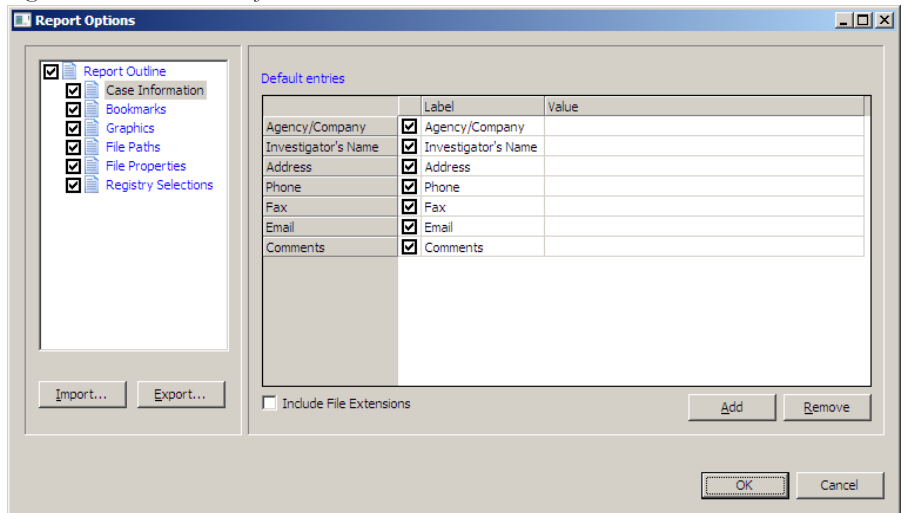 Report Options
Report Outline
Case Information
Bookmarks
Graphics
File Paths
File Properties
Registry Selections
Import...
Export...
Default entries
Label Value
Agency/Company Agency/Company
Investigator's Name Investigator's Name
Address Address
Phone Phone
Fax Fax
Email Email
Comments Comments
Include File Extensions
Add
Remove
OK
Cancel